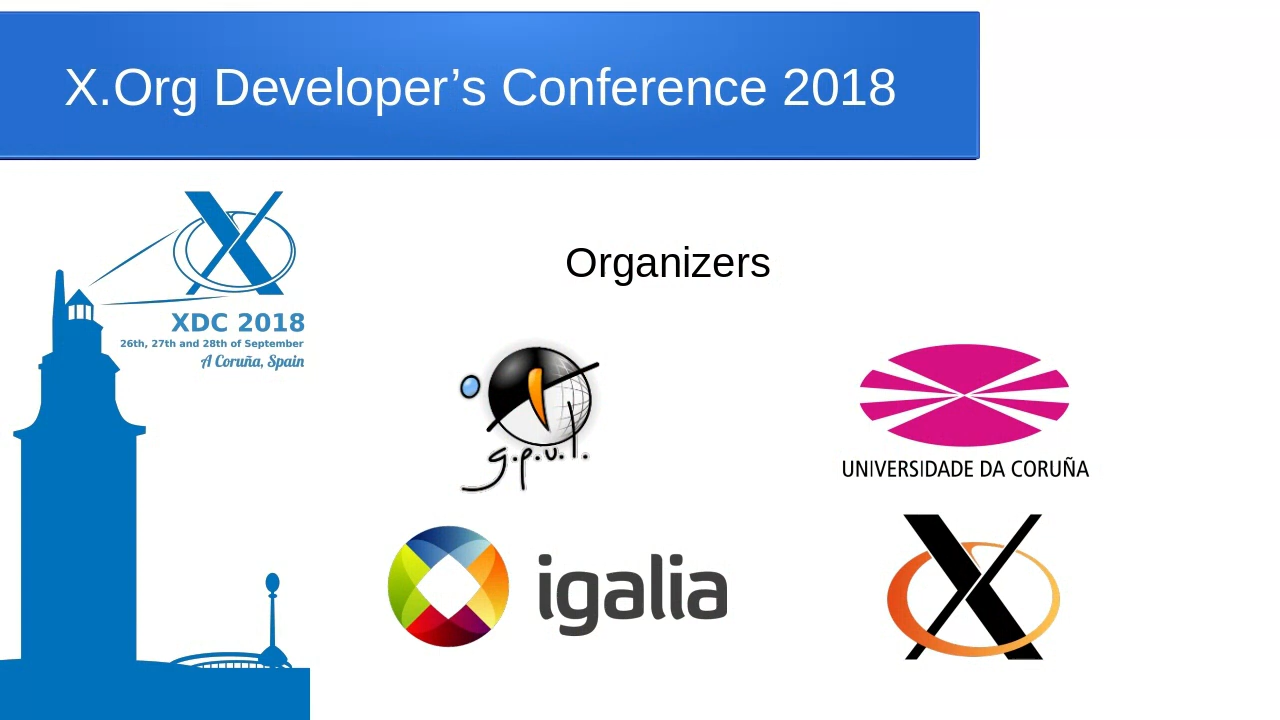 X.Org Developer’s Conference 2018
XDC 2018
26th, 27th and 28th of September
A Coruña, Spain
Organizers
g.p.u.l.
UNIVERSIDADE DA CORUÑA
igalia
X